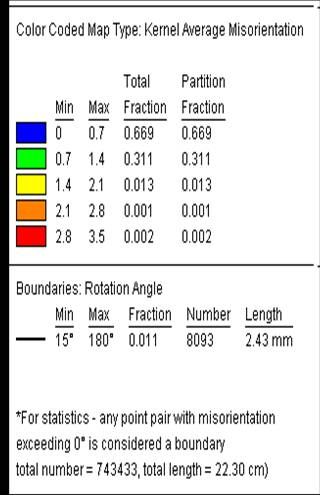 Color Coded Map Type: Kernel Average Misorientation
Total Partition
Min Max Fraction Fraction
0 0.7 0.669 0.669
0.7 1.4 0.311 0.311
1.4 2.1 0.013 0.013
2.1 2.8 0.001 0.001
2.8 3.5 0.002 0.002
Boundaries: Rotation Angle
Min Max Fraction Number Length
15° 180° 0.011 8093 2.43 mm
*For statistics - any point pair with misorientation
exceeding 0° is considered a boundary
total number = 743433, total length = 22.30 cm)